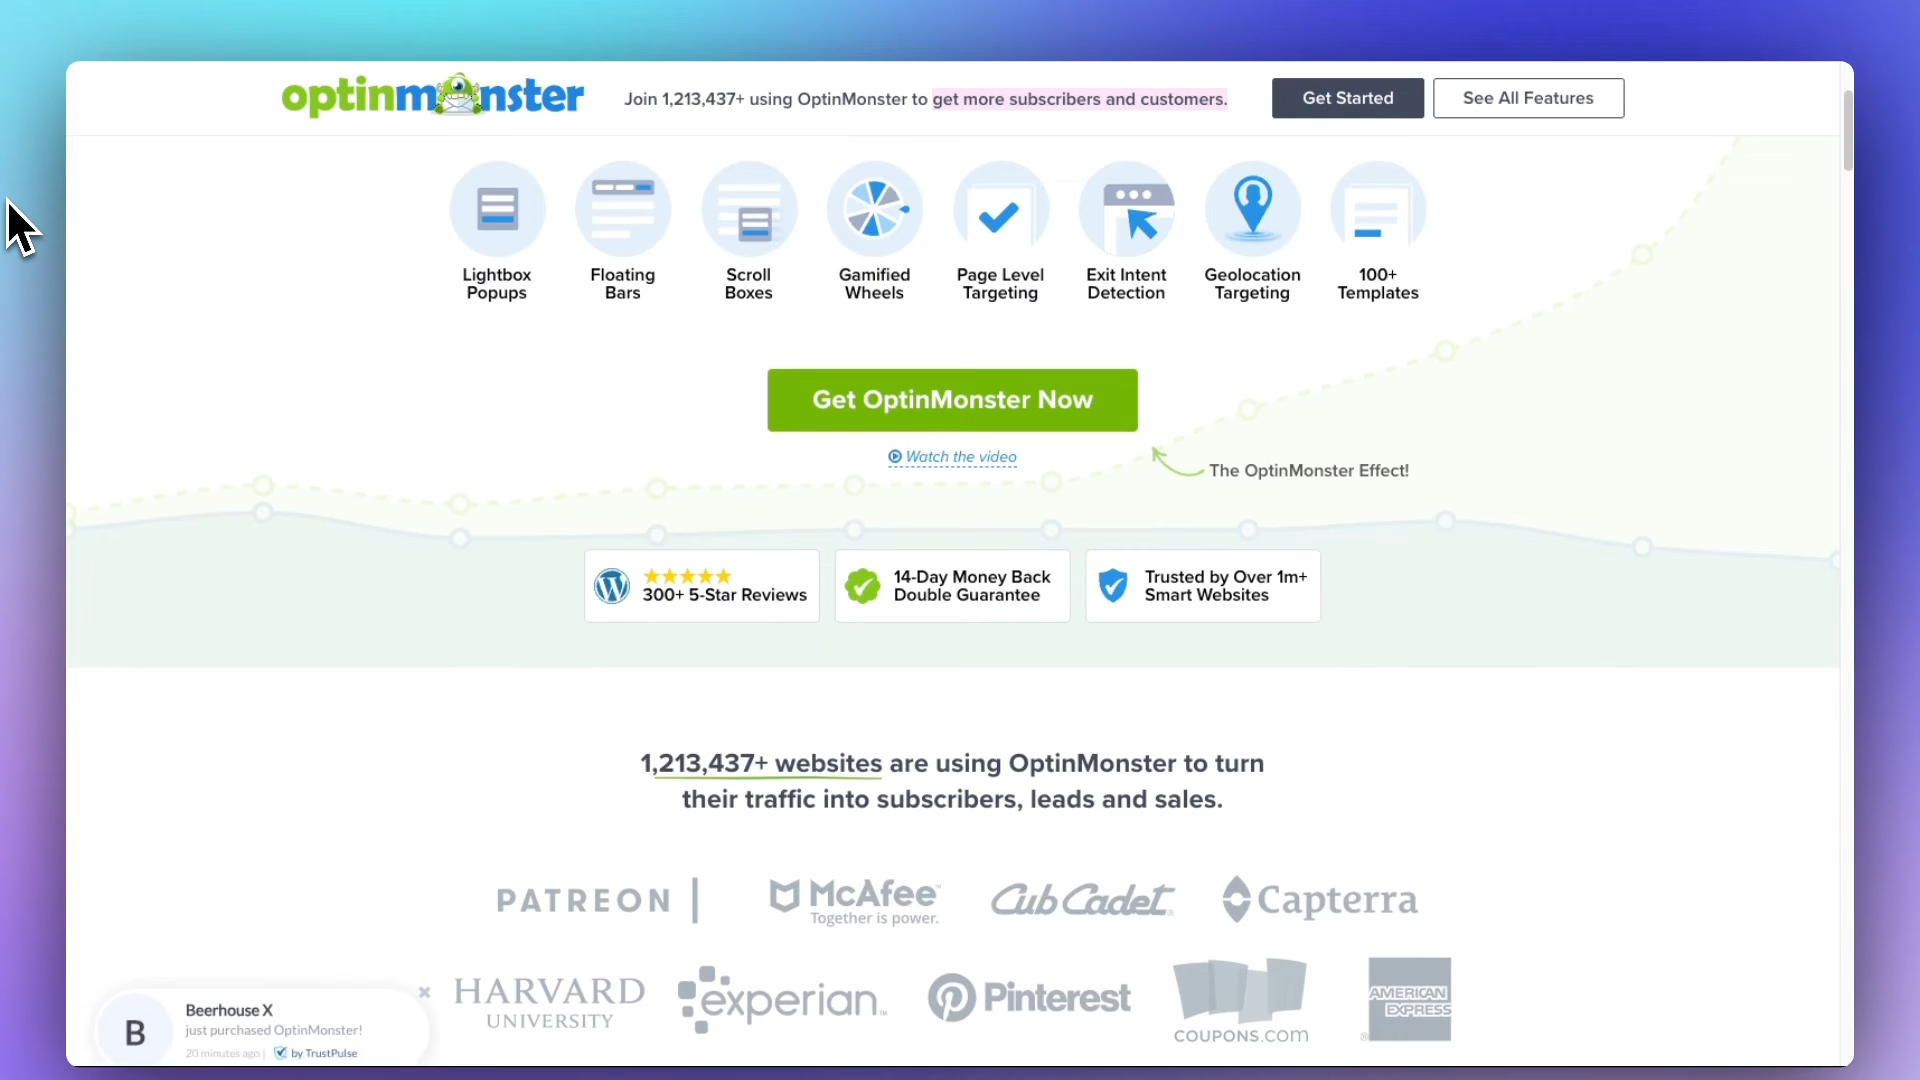 optinmonster
Join 1,213,437+ using OptinMonster to get more subscribers and customers.
Get Started
See All Features
Lightbox
Popups
Floating
Bars
Scroll
Boxes
Gamified
Wheels
Page Level
Targeting
Exit Intent
Detection
Geolocation
Targeting
100+
Templates
Get OptinMonster Now
Watch the video
The OptinMonster Effect!
300+ 5-Star Reviews
14-Day Money Back
Double Guarantee
Trusted by Over 1m+
Smart Websites
1,213,437+ websites are using OptinMonster to turn
their traffic into subscribers, leads and sales.
PATREON
McAfee™
Together is power.
Cub Cadet®
Capterra
HARVARD
UNIVERSITY
experian™
Pinterest
COUPONS.com
AMERICAN
EXPRESS
®
B
Beerhouse X
just purchased OptinMonster!
20 minutes ago | by TrustPulse